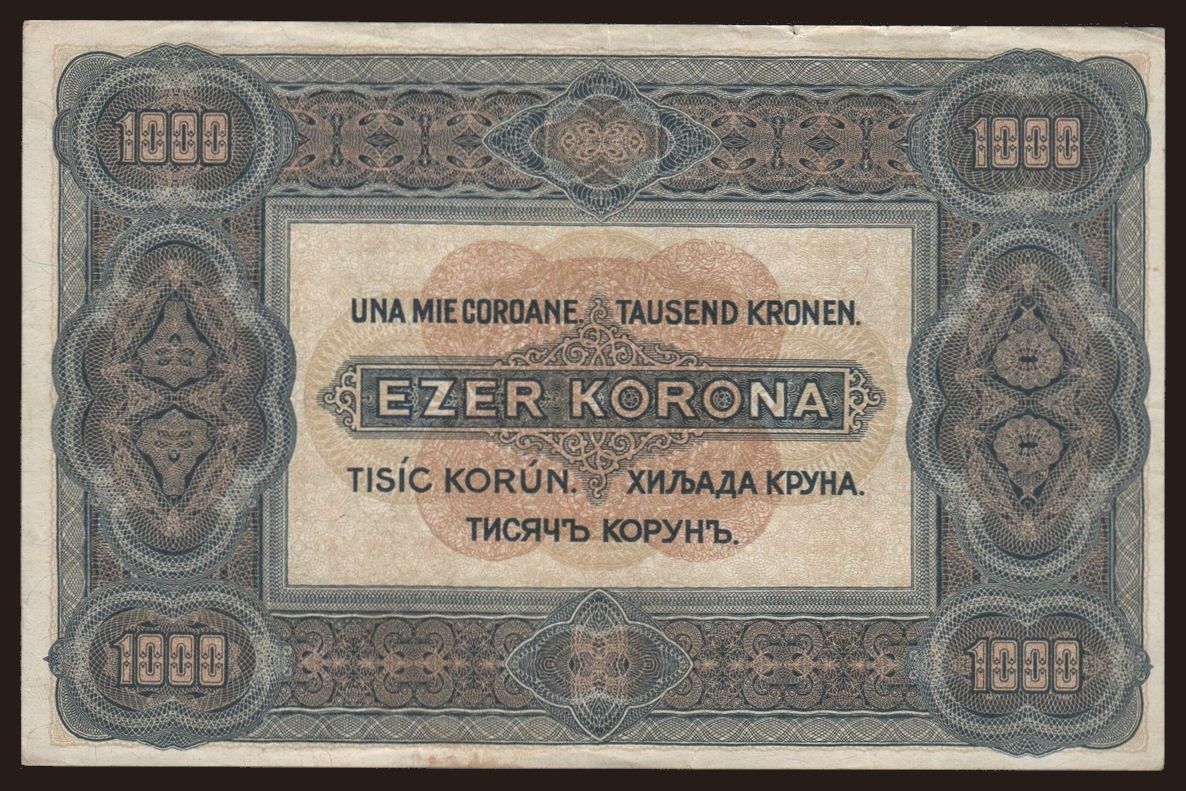 1000 1000
UNA MIE COROANE. TAUSEND KRONEN.
EZER KORONA
TISÍC KORÚN. ХИЉАДА КРУНА.
ТИСЯЧЪ КОРУНЪ.
1000 1000